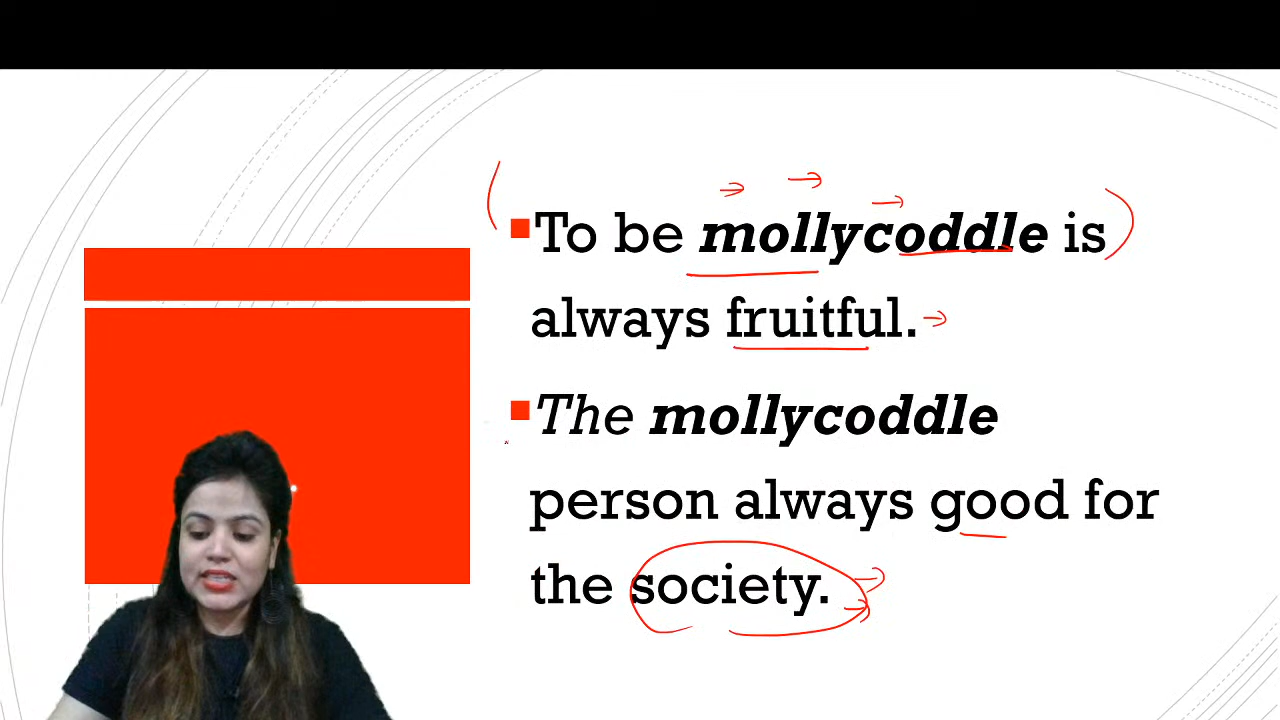 To be mollycoddle is
always fruitful.
The mollycoddle
person always good for
the society.